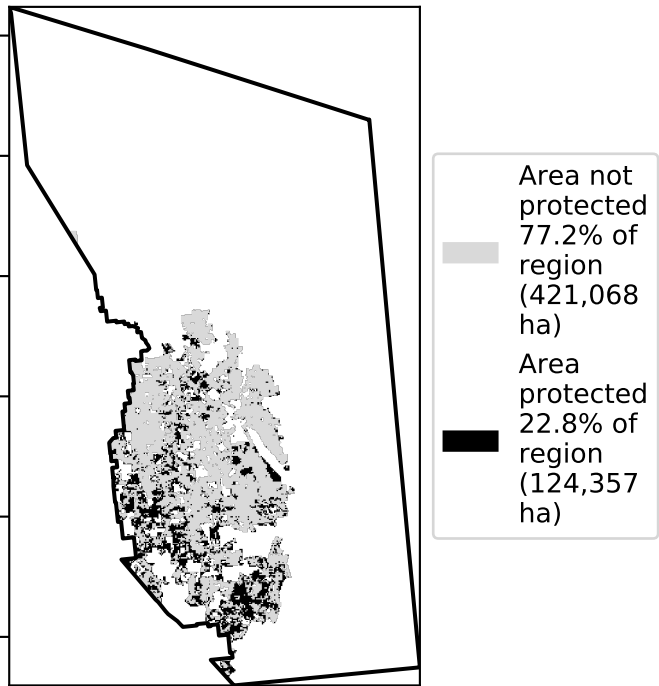 Area not
protected
77.2% of
region
(421,068
ha)
Area
protected
22.8% of
region
(124,357
ha)